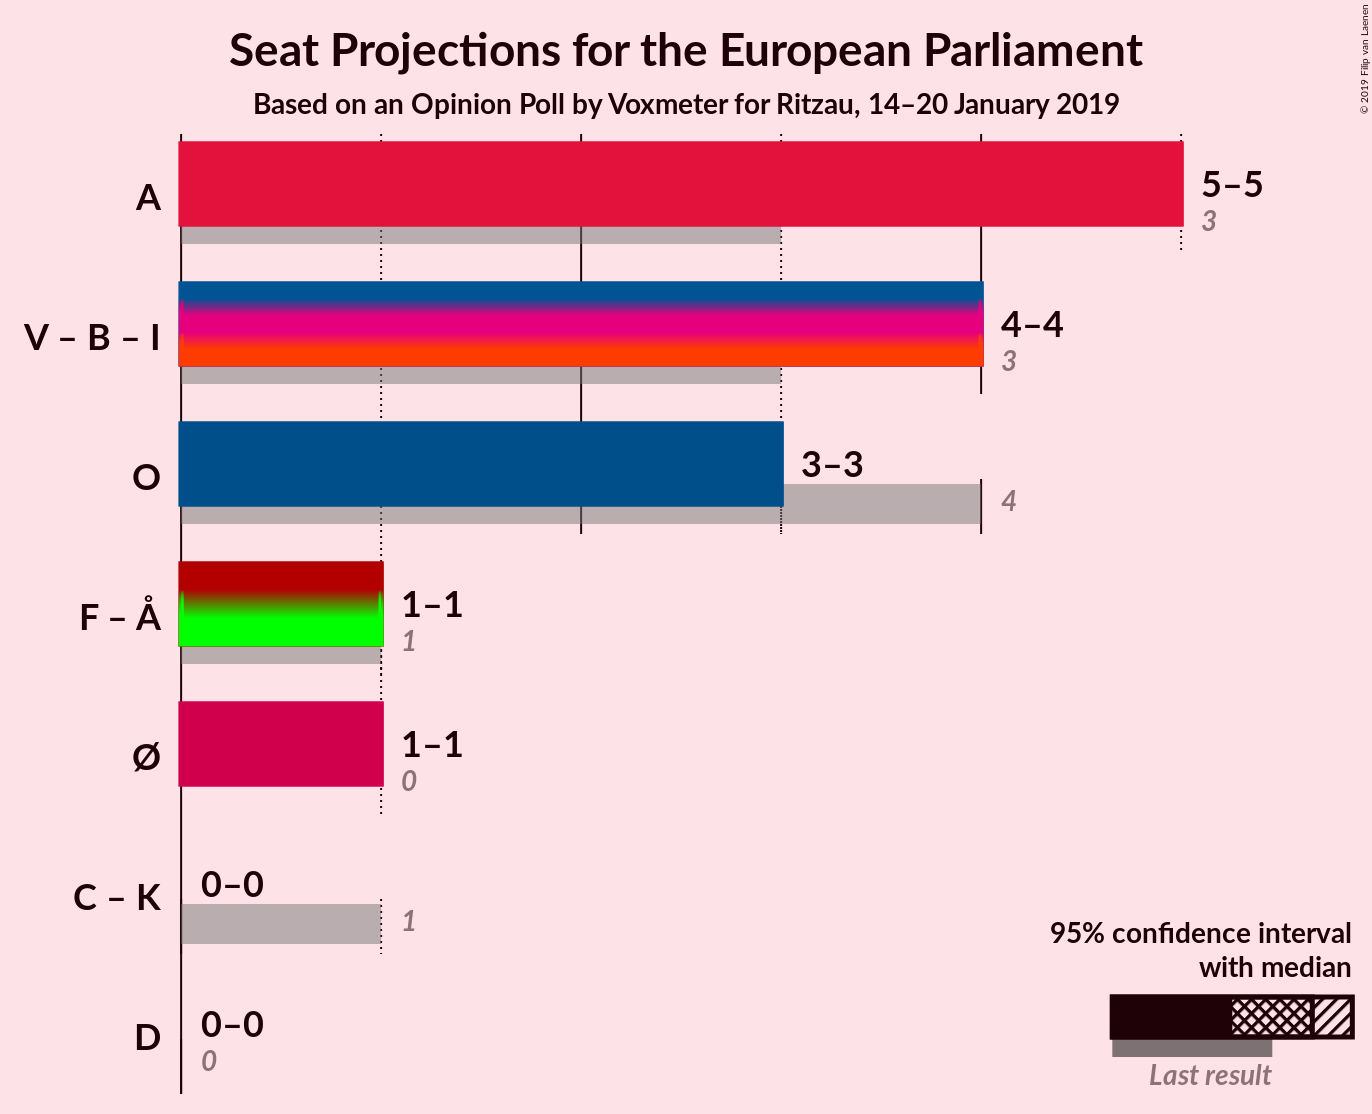 Seat Projections for the European Parliament
Based on an Opinion Poll by Voxmeter for Ritzau, 14–20 January 2019
© 2019 Filip van Laenen
A
5–5
3
V – B – I
4–4
3
O
3–3
4
F – Å
1–1
1
Ø
1–1
0
C – K
0–0
1
D
0–0
0
95% confidence interval
with median
Last result